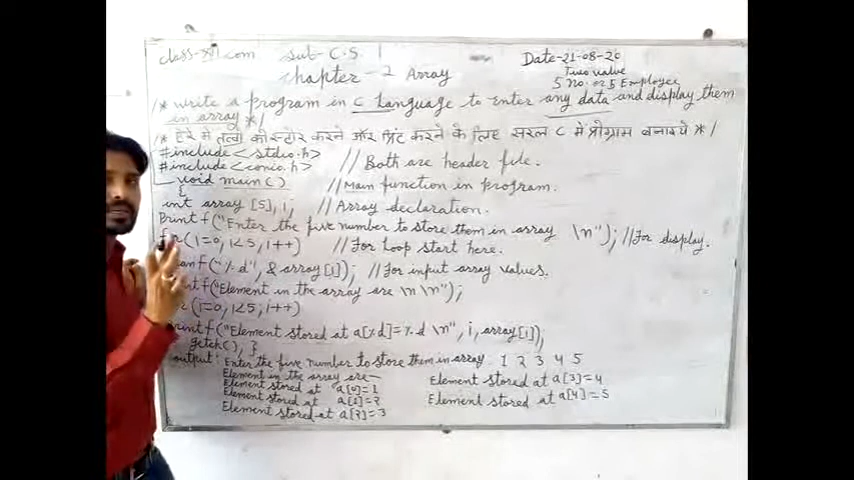 class-XII.com sub- C.S.
Date-21-08-20
chapter - 2 Array
Two value
5 no. or 5 Employee
/* write a program in C Language to Enter any data and display them
in array */
/* ऐरे में तत्वों को स्टोर करने और प्रिंट करने के लिए सरल C में प्रोग्राम बनाइये */
#include <stdio.h>
#include <conio.h> // Both are header file.
void main() // Main function in program.
{
int array [5], i; // Array declaration.
Printf("Enter the five number to store them in array \n"); //For display.
(i=0, i<5, i++) // For Loop start here.
("%d", & array[i]); // For input array values.
("Element in the array are \n \n");
(i=0; i<5; i++)
printf("Element stored at a[%d]=%d \n", i, array[i]);
getch(); }
output: Enter the five number to store them in array 1 2 3 4 5
Element in the array are-
Element stored at a[0]=1
Element stored at a[1]=2
Element stored at a[2]=3
Element stored at a[3]=4
Element stored at a[4]=5